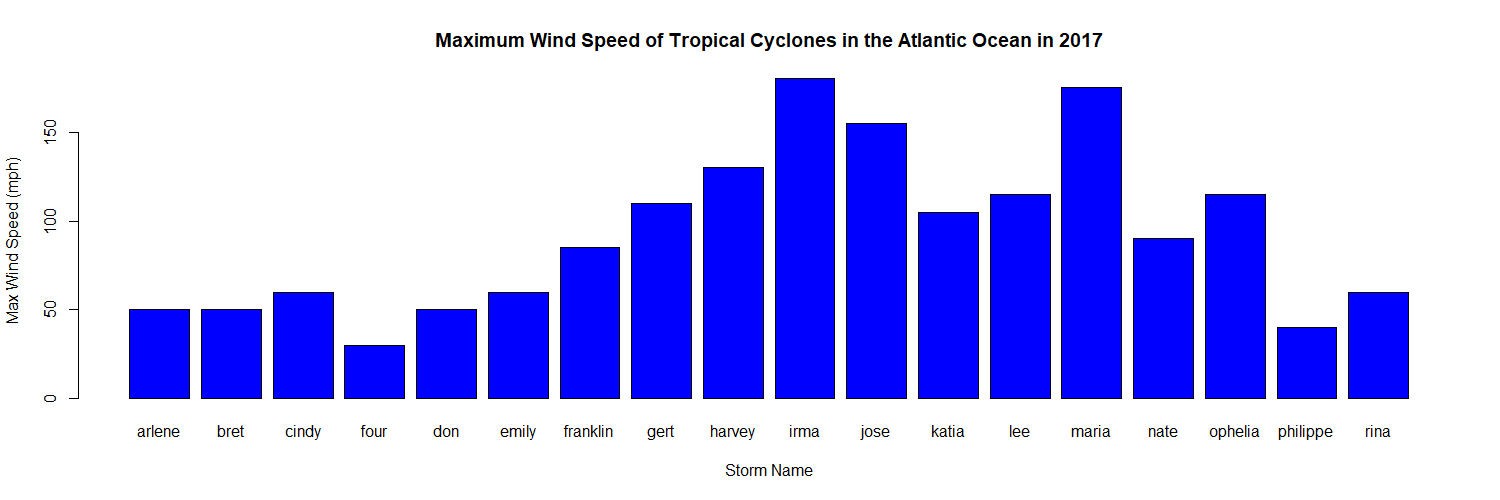 Maximum Wind Speed of Tropical Cyclones in the Atlantic Ocean in 2017
Max Wind Speed (mph)
150
100
50
0
arlene bret cindy four don emily franklin gert harvey irma jose katia lee maria nate ophelia philippe rina
Storm Name